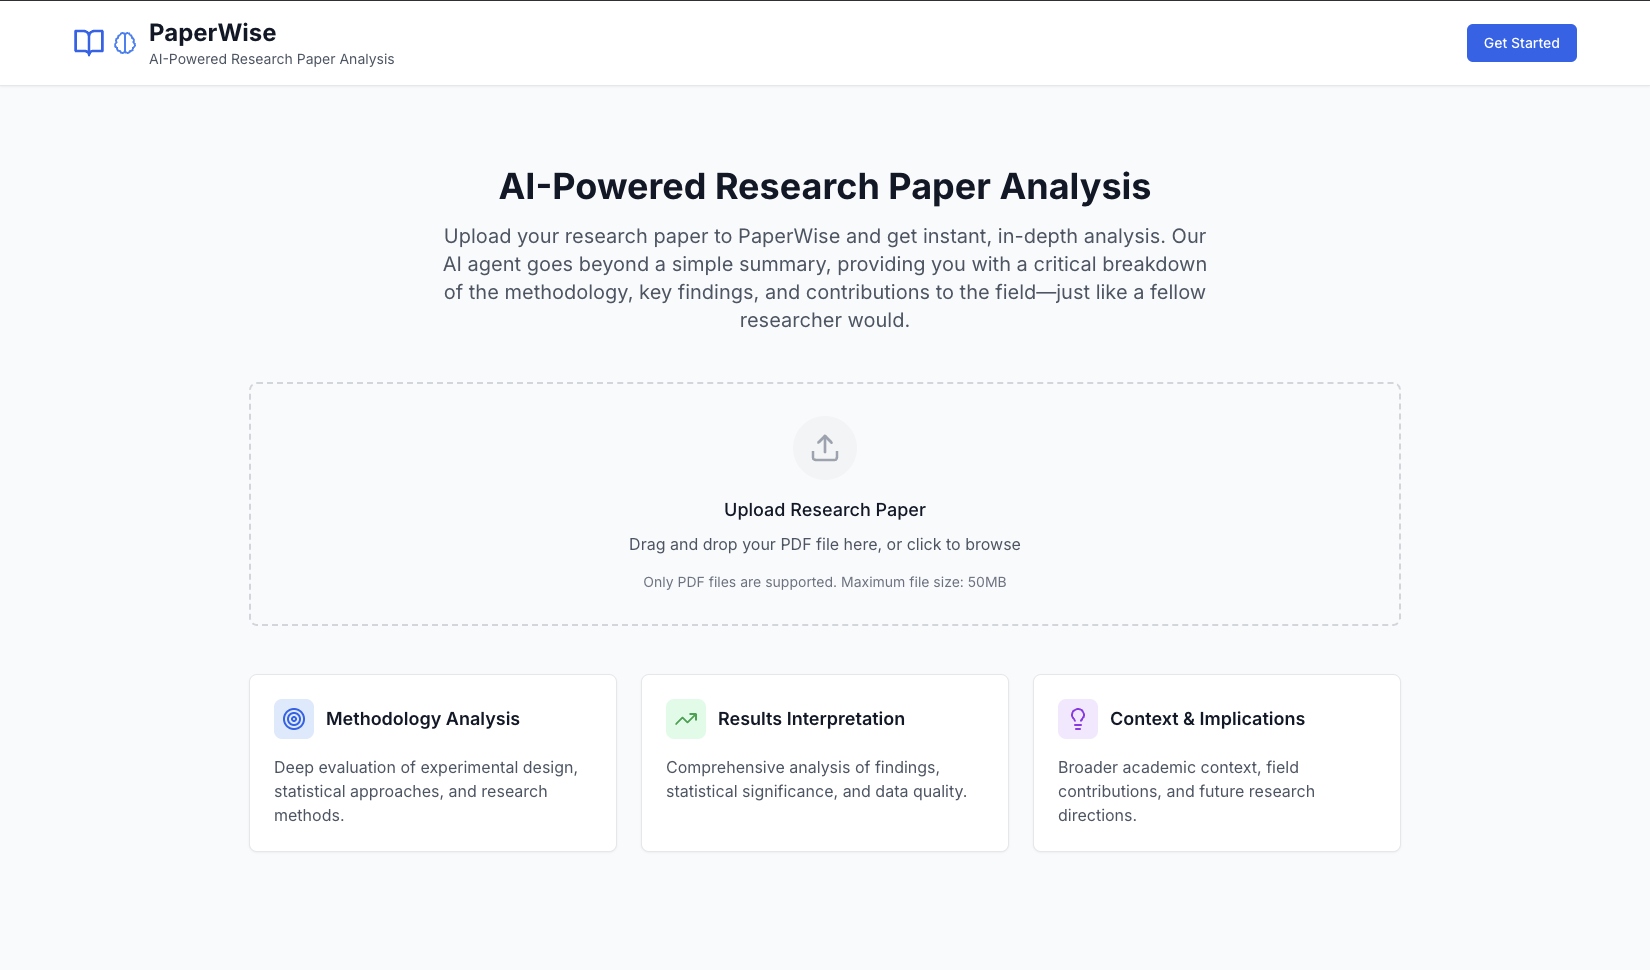 PaperWise
AI-Powered Research Paper Analysis
Get Started
AI-Powered Research Paper Analysis
Upload your research paper to PaperWise and get instant, in-depth analysis. Our
AI agent goes beyond a simple summary, providing you with a critical breakdown
of the methodology, key findings, and contributions to the field—just like a fellow
researcher would.
Upload Research Paper
Drag and drop your PDF file here, or click to browse
Only PDF files are supported. Maximum file size: 50MB
Methodology Analysis
Deep evaluation of experimental design,
statistical approaches, and research
methods.
Results Interpretation
Comprehensive analysis of findings,
statistical significance, and data quality.
Context & Implications
Broader academic context, field
contributions, and future research
directions.